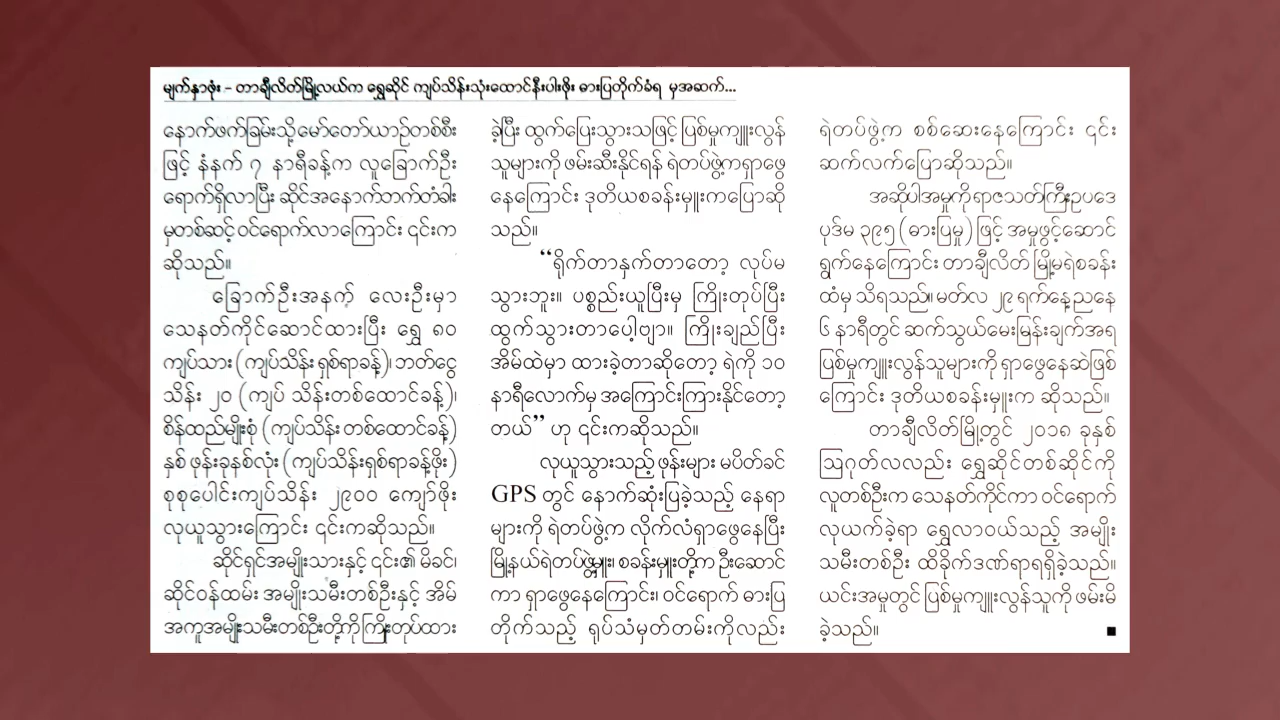 မျက်နှာဖုံး – တာချီလိတ်မြို့လယ်က ရွှေဆိုင် ကျပ်သိန်းသုံးထောင်နီးပါးဖိုး ဓားပြတိုက်ခံရ မှအဆက်...
နောက်ဖက်ခြမ်းသို့မော်တော်ယာဉ်တစ်စီး
ဖြင့် နံနက် ၇ နာရီခန့်က လူခြောက်ဦး
ရောက်ရှိလာပြီး ဆိုင်အနောက်ဘက်တံခါး
မှတစ်ဆင့်ဝင်ရောက်လာကြောင်း ၎င်းက
ဆိုသည်။
ခြောက်ဦးအနက် လေးဦးမှာ
သေနတ်ကိုင်ဆောင်ထားပြီး ရွှေ ၈၀
ကျပ်သား (ကျပ်သိန်းရှစ်ရာခန့်)၊ ဘတ်ငွေ
သိန်း ၂၀ (ကျပ် သိန်းတစ်ထောင်ခန့်)၊
စိန်ထည်မျိုးစုံ (ကျပ်သိန်း တစ်ထောင်ခန့်)
နှစ် ဖုန်းခုနစ်လုံး (ကျပ်သိန်းရှစ်ရာခန့်ဖိုး)
စုစုပေါင်းကျပ်သိန်း ၂၉၀၀ ကျော်ဖိုး
လုယူသွားကြောင်း ၎င်းကဆိုသည်။
ဆိုင်ရှင်အမျိုးသားနှင့် ၎င်း၏ မိခင်၊
ဆိုင်ဝန်ထမ်း အမျိုးသမီးတစ်ဦးနှင့် အိမ်
အကူအမျိုးသမီးတစ်ဦးတို့ကိုကြိုးတုပ်ထား
ခဲ့ပြီး ထွက်ပြေးသွားသဖြင့် ပြစ်မှုကျူးလွန်
သူများကို ဖမ်းဆီးနိုင်ရန် ရဲတပ်ဖွဲ့ကရှာဖွေ
နေကြောင်း ဒုတိယစခန်းမှူးကပြောဆို
သည်။
“ရိုက်တာနှက်တာတော့ လုပ်မ
သွားဘူး။ ပစ္စည်းယူပြီးမှ ကြိုးတုပ်ပြီး
ထွက်သွားတာပေါ့ဗျာ။ ကြိုးချည်ပြီး
အိမ်ထဲမှာ ထားခဲ့တာဆိုတော့ ရဲကို ၁၀
နာရီလောက်မှ အကြောင်းကြားနိုင်တော့
တယ်” ဟု ၎င်းကဆိုသည်။
လုယူသွားသည့်ဖုန်းများ မပိတ်ခင်
GPS တွင် နောက်ဆုံးပြခဲ့သည့် နေရာ
များကို ရဲတပ်ဖွဲ့က လိုက်လံရှာဖွေနေပြီး
မြို့နယ်ရဲတပ်ဖွဲ့မှူး၊ စခန်းမှူးတို့က ဦးဆောင်
ကာ ရှာဖွေနေကြောင်း၊ ဝင်ရောက် ဓားပြ
တိုက်သည့် ရုပ်သံမှတ်တမ်းကိုလည်း
ရဲတပ်ဖွဲ့က စစ်ဆေးနေကြောင်း ၎င်း
ဆက်လက်ပြောဆိုသည်။
အဆိုပါအမှုကို ရာဇသတ်ကြီးဥပဒေ
ပုဒ်မ ၃၉၅ (ဓားပြမှု) ဖြင့် အမှုဖွင့်ဆောင်
ရွက်နေကြောင်း တာချီလိတ် မြို့မရဲစခန်း
ထံမှ သိရသည်။ မတ်လ ၂၉ ရက်နေ့ညနေ
၆ နာရီတွင် ဆက်သွယ်မေးမြန်းချက်အရ
ပြစ်မှုကျူးလွန်သူများကို ရှာဖွေနေဆဲဖြစ်
ကြောင်း ဒုတိယစခန်းမှူးက ဆိုသည်။
တာချီလိတ်မြို့တွင် ၂၀၁၈ ခုနှစ်
ဩဂုတ်လလည်း ရွှေဆိုင်တစ်ဆိုင်ကို
လူတစ်ဦးက သေနတ်ကိုင်ကာ ဝင်ရောက်
လုယက်ခဲ့ရာ ရွှေလာဝယ်သည့် အမျိုး
သမီးတစ်ဦး ထိခိုက်ဒဏ်ရာရရှိခဲ့သည်။
ယင်းအမှုတွင် ပြစ်မှုကျူးလွန်သူကို ဖမ်းမိ
ခဲ့သည်။ ■